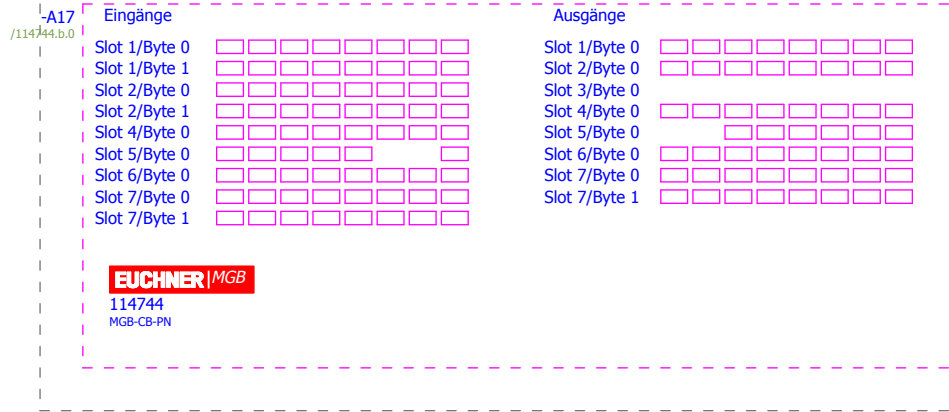 -A17
/114744.b.0
Eingänge
Slot 1/Byte 0
Slot 1/Byte 1
Slot 2/Byte 0
Slot 2/Byte 1
Slot 4/Byte 0
Slot 5/Byte 0
Slot 6/Byte 0
Slot 7/Byte 0
Slot 7/Byte 1
Ausgänge
Slot 1/Byte 0
Slot 2/Byte 0
Slot 3/Byte 0
Slot 4/Byte 0
Slot 5/Byte 0
Slot 6/Byte 0
Slot 7/Byte 0
Slot 7/Byte 1
EUCHNER|MGB
114744
MGB-CB-PN